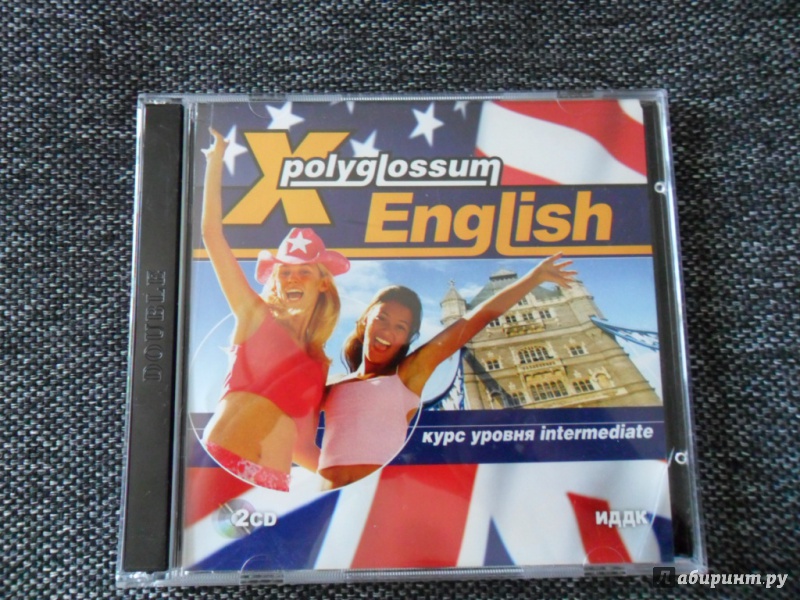 X
polyglossum
English
DOUBLE
курс уровня intermediate
2CD
ИДДК
Лабиринт.ру